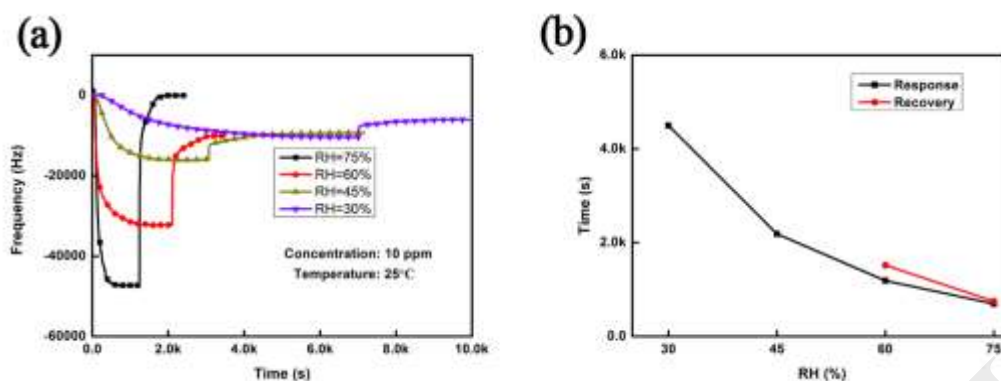 (a)
0
-20000
-40000
-60000
Frequency (Hz)
0.0
2.0k
4.0k
6.0k
8.0k
10.0k
Time (s)
RH=75%
RH=60%
RH=45%
RH=30%
Concentration: 10 ppm
Temperature: 25°C
(b)
6.0k
4.0k
2.0k
0.0
Time (s)
30
45
60
75
RH (%)
Response
Recovery